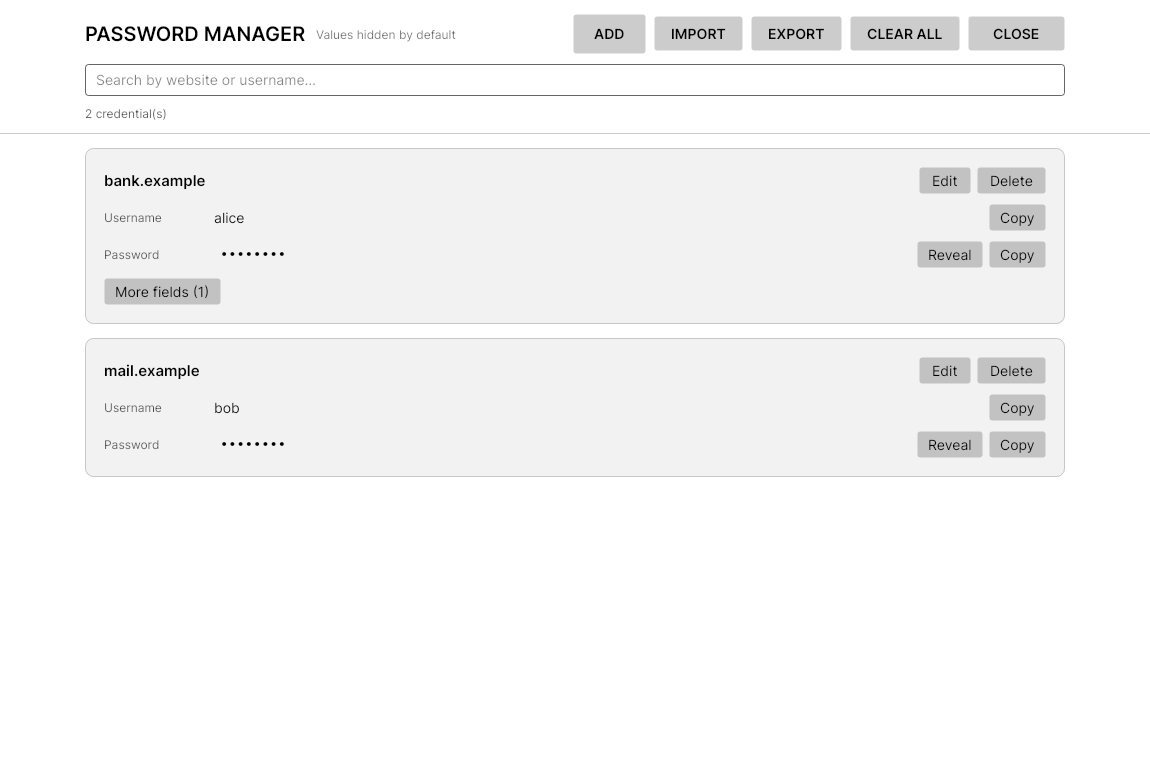 PASSWORD MANAGER Values hidden by default ADD IMPORT EXPORT CLEAR ALL CLOSE
Search by website or username...
2 credential(s)
bank.example Edit Delete
Username alice Copy
Password •••••••• Reveal Copy
More fields (1)
mail.example Edit Delete
Username bob Copy
Password •••••••• Reveal Copy